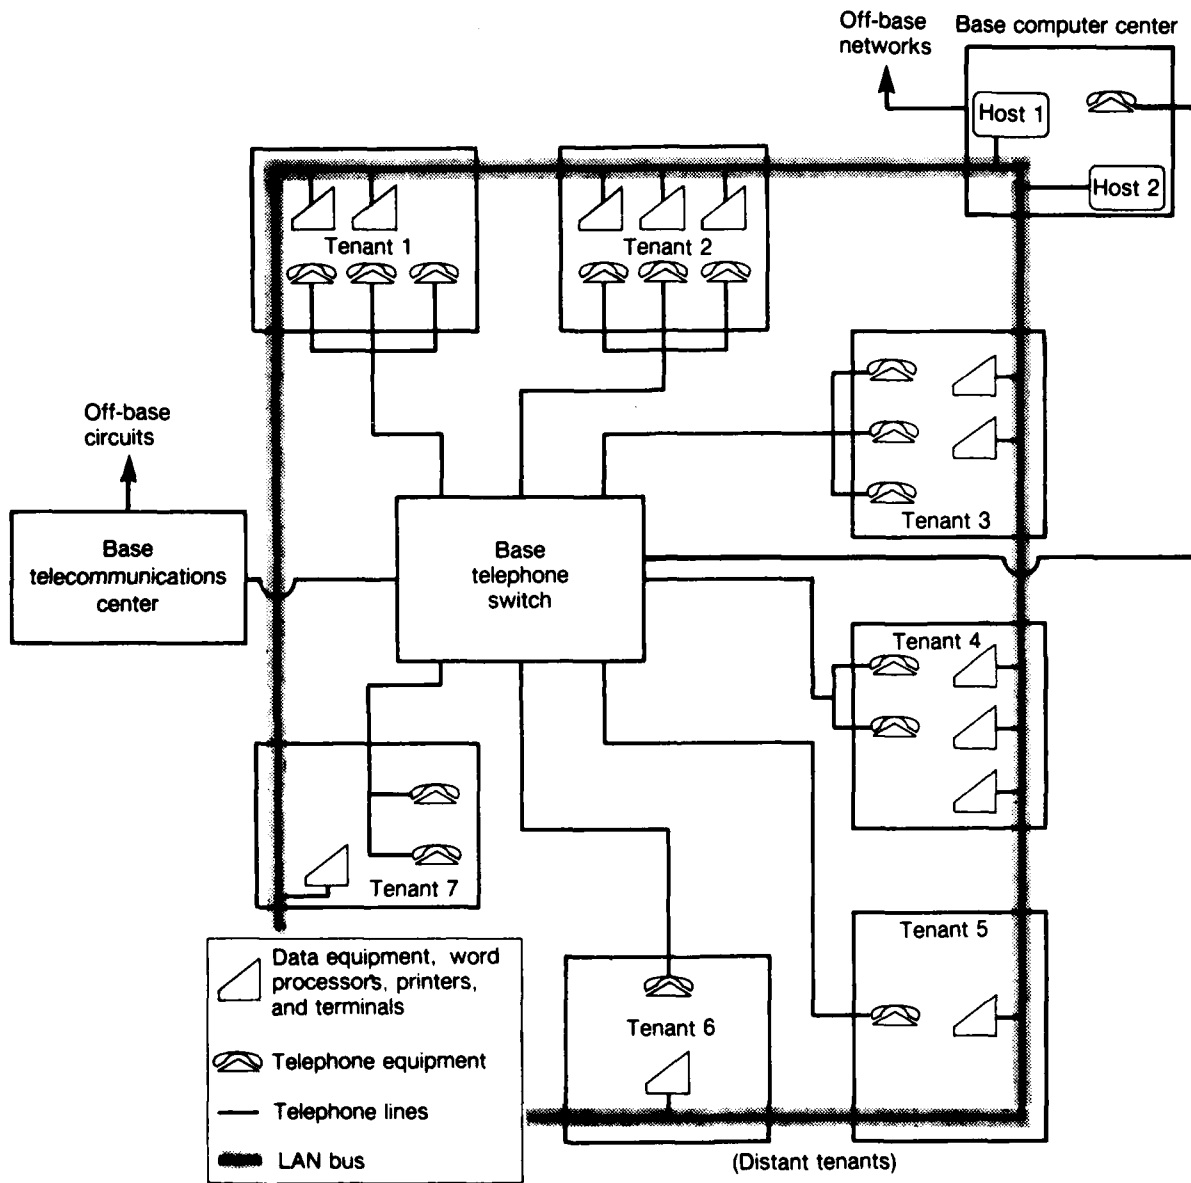 Off-base
networks
Base computer center
Host 1
Host 2
Tenant 1
Tenant 2
Off-base
circuits
Tenant 3
Base
telecommunications
center
Base
telephone
switch
Tenant 4
Tenant 7
Tenant 5
Data equipment, word
processors, printers,
and terminals
Tenant 6
Telephone equipment
Telephone lines
LAN bus
(Distant tenants)